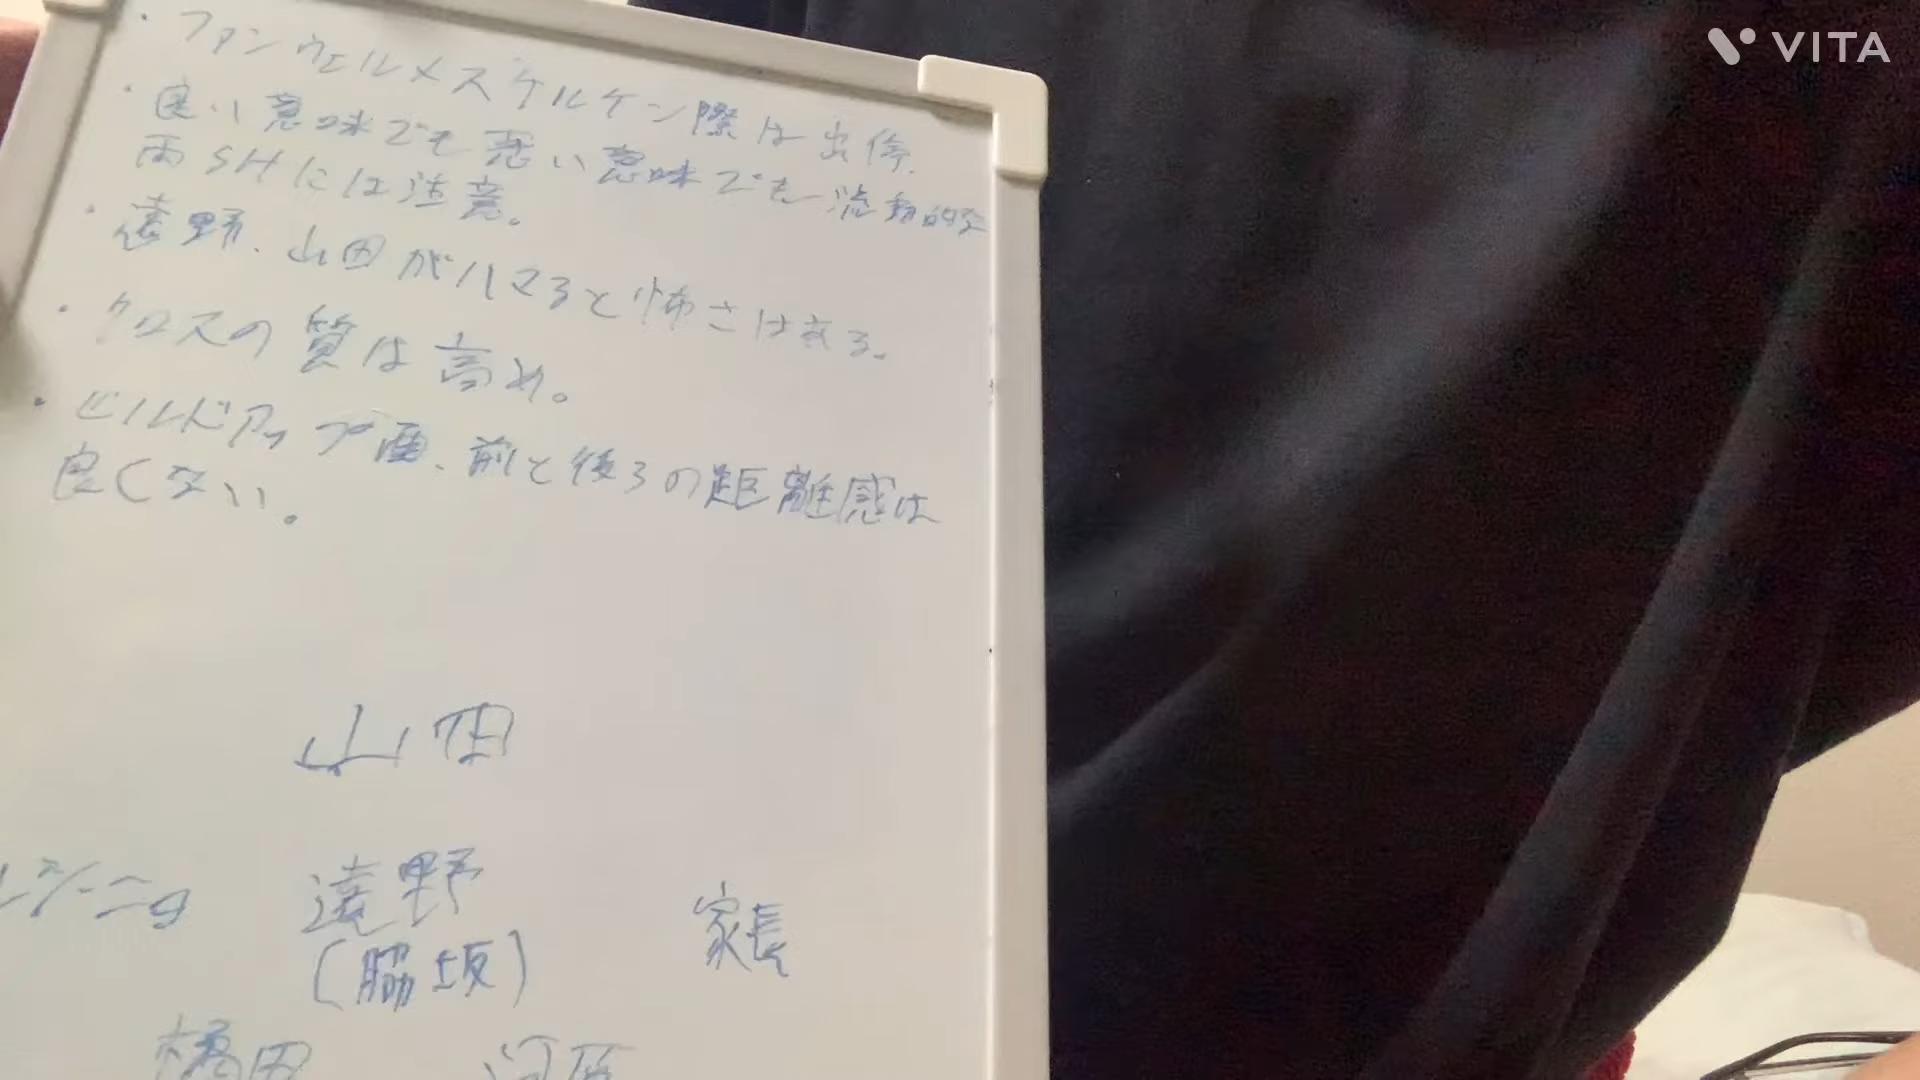 ・ファンウェルメスケルケン際は出停.
・良い意味でも悪い意味でも流動的な
両SHには注意。
・遠野、山田がハマると怖さはある。
・クロスの質は高め。
・ビルドアップ面、前と後ろの距離感は
良くない。
山田
遠野
家長
(脇坂)
橘田 河原
VITA